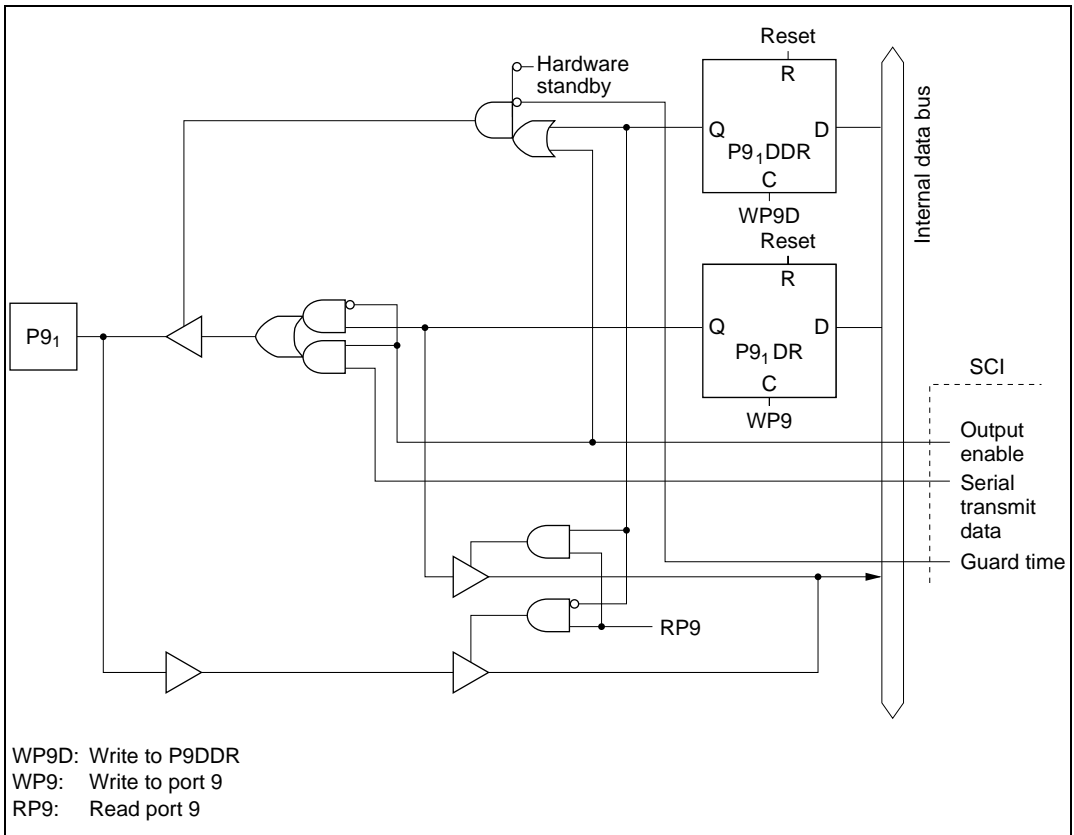 Reset
Hardware
standby
R
Q
D
P9₁DDR
C
WP9D
Internal data bus
Reset
R
P9₁
Q
D
P9₁DR
C
WP9
SCI
Output
enable
Serial
transmit
data
Guard time
RP9
WP9D: Write to P9DDR
WP9: Write to port 9
RP9: Read port 9